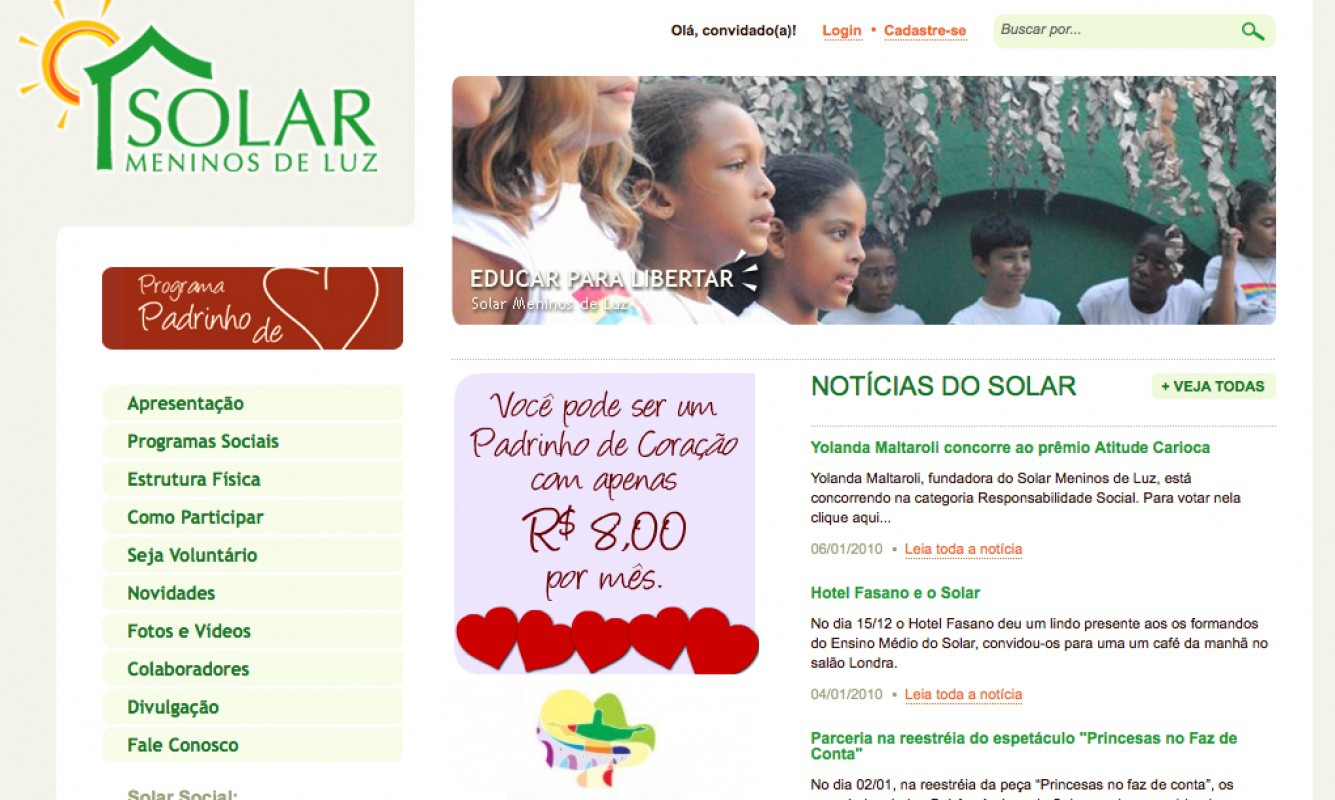 SOLAR
MENINOS DE LUZ
Olá, convidado(a)!
Login
Cadastre-se
Buscar por...
EDUCAR PARA LIBERTAR
Solar Meninos de Luz
Programa
Padrinho
de
Apresentação
Programas Sociais
Estrutura Física
Como Participar
Seja Voluntário
Novidades
Fotos e Vídeos
Colaboradores
Divulgação
Fale Conosco
Solar Social:
Você pode ser um
Padrinho de Coração
com apenas
R$ 8,00
por mês.
NOTÍCIAS DO SOLAR
+ VEJA TODAS
Yolanda Maltaroli concorre ao prêmio Atitude Carioca
Yolanda Maltaroli, fundadora do Solar Meninos de Luz, está
concorrendo na categoria Responsabilidade Social. Para votar nela
clique aqui...
06/01/2010 ▪ Leia toda a notícia
Hotel Fasano e o Solar
No dia 15/12 o Hotel Fasano deu um lindo presente aos os formandos
do Ensino Médio do Solar, convidou-os para uma um café da manhã no
salão Londra.
04/01/2010 ▪ Leia toda a notícia
Parceria na reestréia do espetáculo "Princesas no Faz de
Conta"
No dia 02/01, na reestréia da peça "Princesas no faz de conta", os